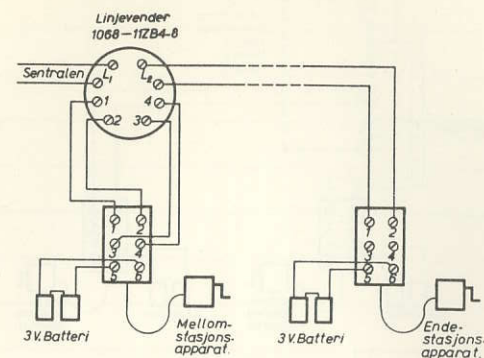 Linjevender
1068-11ZB4-8
Sentralen
L1
L2
1
4
2
3
1
2
3
4
5
6
1
2
3
4
5
6
3 V. Batteri
Mellom-
stasjons-
apparat.
3 V. Batteri
Ende-
stasjons-
apparat.